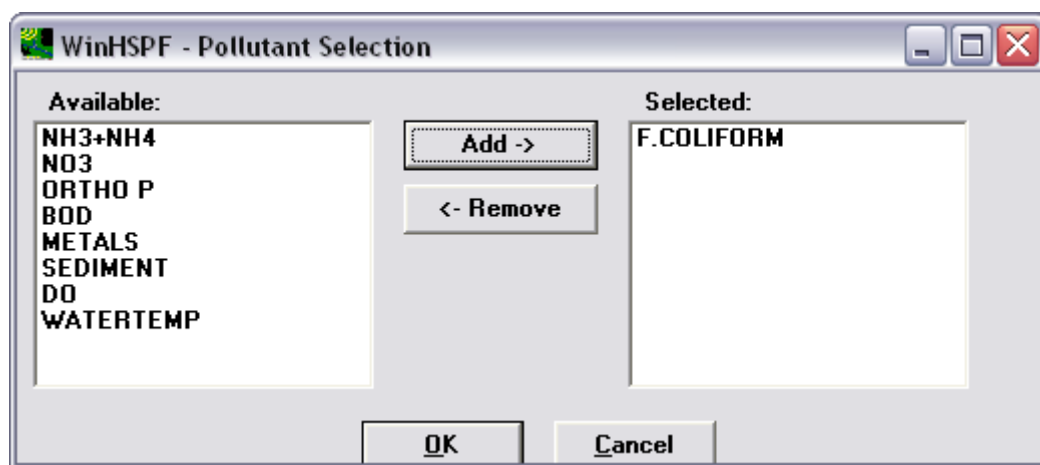 WinHSPF - Pollutant Selection
Available:
Selected:
NH3+NH4
NO3
ORTHO P
BOD
METALS
SEDIMENT
DO
WATERTEMP
Add ->
<- Remove
F.COLIFORM
OK
Cancel